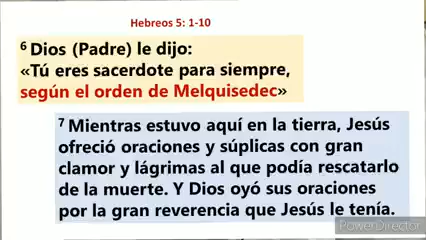 Hebreos 5: 1-10
6 Dios (Padre) le dijo:
«Tú eres sacerdote para siempre,
según el orden de Melquisedec»
7 Mientras estuvo aquí en la tierra, Jesús
ofreció oraciones y súplicas con gran
clamor y lágrimas al que podía rescatarlo
de la muerte. Y Dios oyó sus oraciones
por la gran reverencia que Jesús le tenía.
PowerDirector